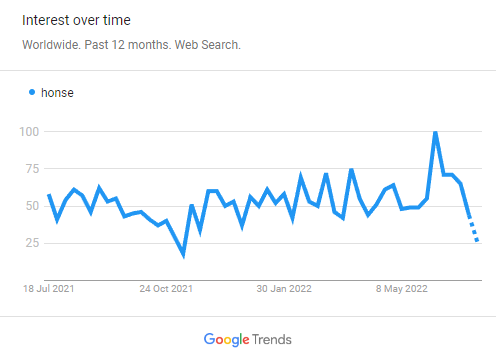 Interest over time
Worldwide. Past 12 months. Web Search.
honse
100
75
50
25
18 Jul 2021 24 Oct 2021 30 Jan 2022 8 May 2022
Google Trends